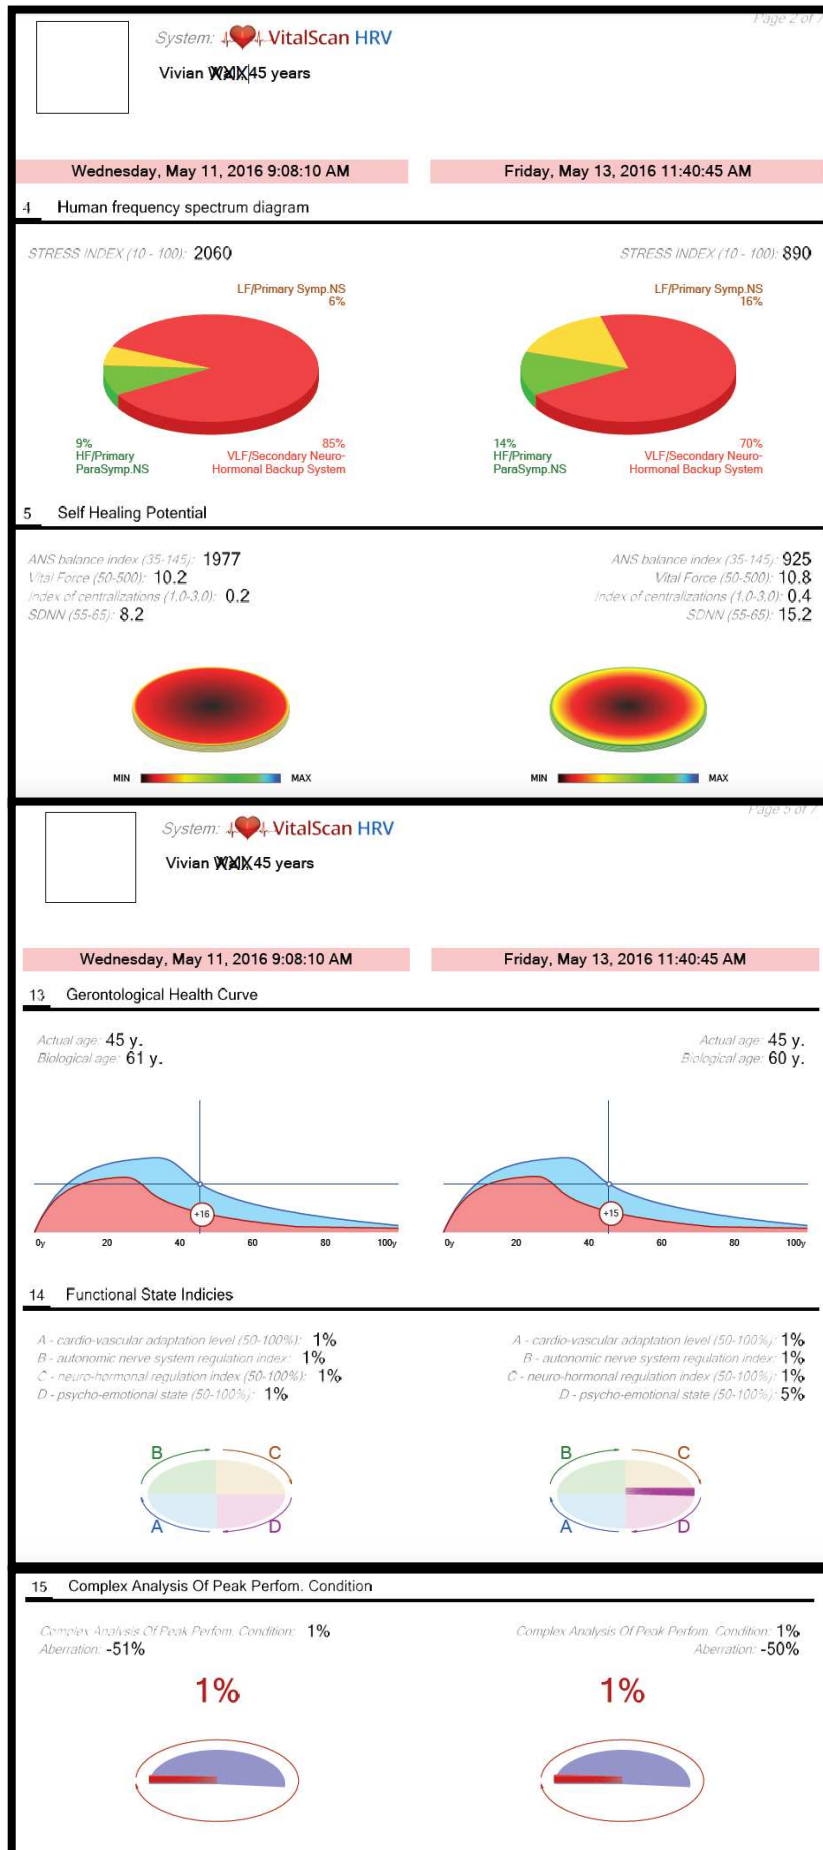 Page 2 of 7
System: VitalScan HRV
Vivian 45 years
Wednesday, May 11, 2016 9:08:10 AM
Friday, May 13, 2016 11:40:45 AM
4 Human frequency spectrum diagram
STRESS INDEX (10 - 100): 2060
STRESS INDEX (10 - 100): 890
LF/Primary Symp.NS
6%
LF/Primary Symp.NS
16%
9%
HF/Primary
ParaSymp.NS
85%
VLF/Secondary Neuro-
Hormonal Backup System
14%
HF/Primary
ParaSymp.NS
70%
VLF/Secondary Neuro-
Hormonal Backup System
5 Self Healing Potential
ANS balance index (35-145): 1977
Vital Force (50-500): 10.2
Index of centralizations (1,0-3,0): 0.2
SDNN (55-65): 8.2
ANS balance index (35-145): 925
Vital Force (50-500): 10.8
Index of centralizations (1,0-3,0): 0.4
SDNN (55-65): 15.2
MIN MAX
MIN MAX
Page 5 of 7
System: VitalScan HRV
Vivian 45 years
Wednesday, May 11, 2016 9:08:10 AM
Friday, May 13, 2016 11:40:45 AM
13 Gerontological Health Curve
Actual age: 45 y.
Biological age: 61 y.
Actual age: 45 y.
Biological age: 60 y.
+16
0y 20 40 60 80 100y
+15
0y 20 40 60 80 100y
14 Functional State Indicies
A - cardio-vascular adaptation level (50-100%): 1%
B - autonomic nerve system regulation index: 1%
C - neuro-hormonal regulation index (50-100%): 1%
D - psycho-emotional state (50-100%): 1%
A - cardio-vascular adaptation level (50-100%): 1%
B - autonomic nerve system regulation index: 1%
C - neuro-hormonal regulation index (50-100%): 1%
D - psycho-emotional state (50-100%): 5%
B C
A D
B C
A D
15 Complex Analysis Of Peak Perfom. Condition
Complex Analysis Of Peak Perfom. Condition: 1%
Aberration: -51%
Complex Analysis Of Peak Perfom. Condition: 1%
Aberration: -50%
1%
1%